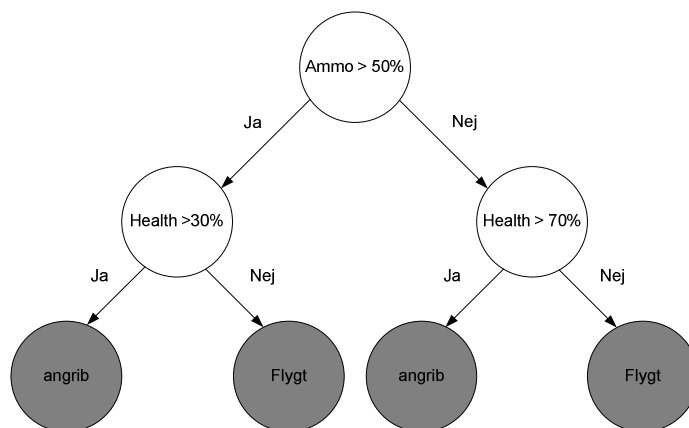 Ammo > 50%
Ja
Nej
Health >30%
Health > 70%
Ja
Nej
Ja
Nej
angrib
Flygt
angrib
Flygt